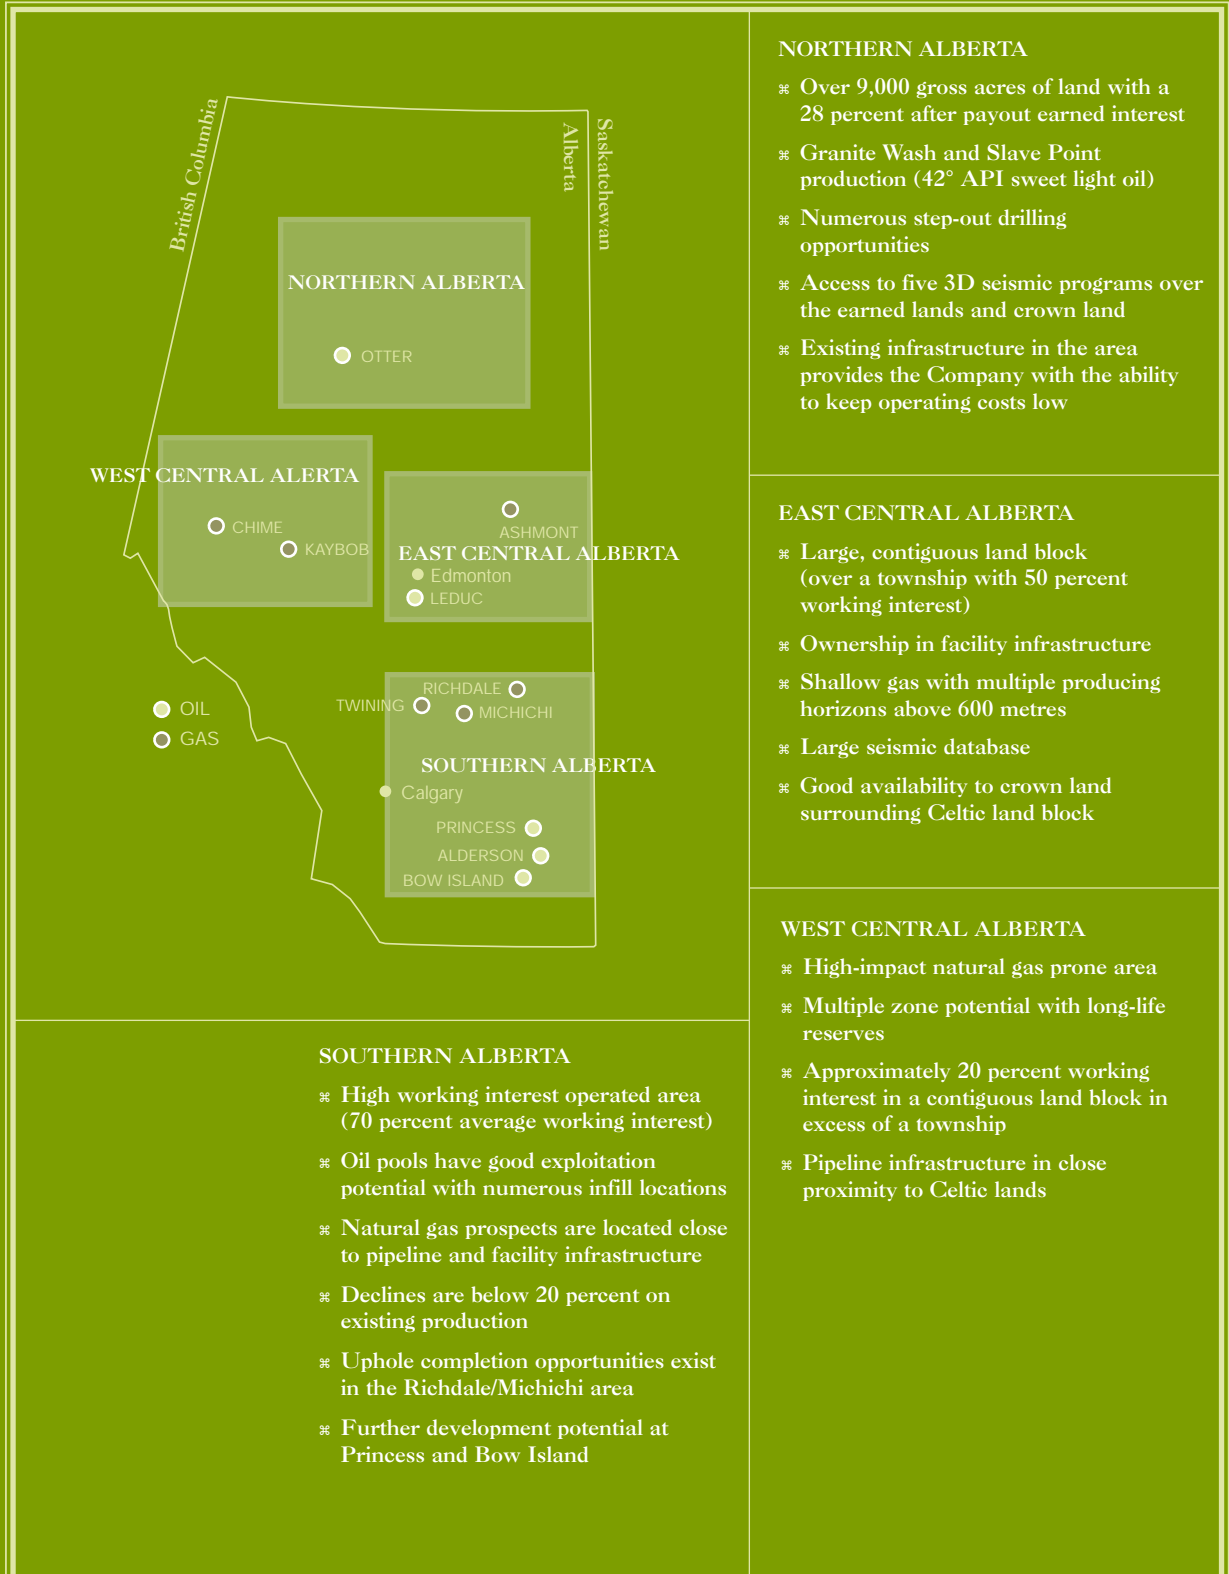 British Columbia
Alberta
Saskatchewan
NORTHERN ALBERTA
OTTER
WEST CENTRAL ALERTA
CHIME
KAYBOB
ASHMONT
EAST CENTRAL ALBERTA
Edmonton
LEDUC
OIL
GAS
RICHDALE
TWINING
MICHICHI
SOUTHERN ALBERTA
Calgary
PRINCESS
ALDERSON
BOW ISLAND
NORTHERN ALBERTA
⌘ Over 9,000 gross acres of land with a
28 percent after payout earned interest
⌘ Granite Wash and Slave Point
production (42° API sweet light oil)
⌘ Numerous step-out drilling
opportunities
⌘ Access to five 3D seismic programs over
the earned lands and crown land
⌘ Existing infrastructure in the area
provides the Company with the ability
to keep operating costs low
EAST CENTRAL ALBERTA
⌘ Large, contiguous land block
(over a township with 50 percent
working interest)
⌘ Ownership in facility infrastructure
⌘ Shallow gas with multiple producing
horizons above 600 metres
⌘ Large seismic database
⌘ Good availability to crown land
surrounding Celtic land block
WEST CENTRAL ALBERTA
⌘ High-impact natural gas prone area
⌘ Multiple zone potential with long-life
reserves
⌘ Approximately 20 percent working
interest in a contiguous land block in
excess of a township
⌘ Pipeline infrastructure in close
proximity to Celtic lands
SOUTHERN ALBERTA
⌘ High working interest operated area
(70 percent average working interest)
⌘ Oil pools have good exploitation
potential with numerous infill locations
⌘ Natural gas prospects are located close
to pipeline and facility infrastructure
⌘ Declines are below 20 percent on
existing production
⌘ Uphole completion opportunities exist
in the Richdale/Michichi area
⌘ Further development potential at
Princess and Bow Island